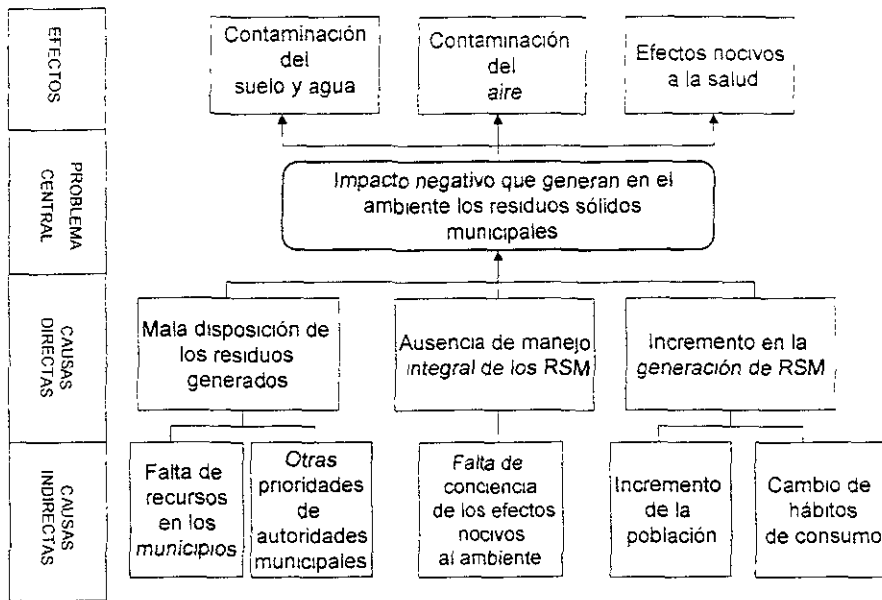 EFECTOS
Contaminación
del
suelo y agua
Contaminación
del
aire
Efectos nocivos
a la salud
PROBLEMA
CENTRAL
Impacto negativo que generan en el
ambiente los residuos sólidos
municipales
CAUSAS
DIRECTAS
Mala disposición de
los residuos
generados
Ausencia de manejo
integral de los RSM
Incremento en la
generación de RSM
CAUSAS
INDIRECTAS
Falta de
recursos
en los
municipios
Otras
prioridades
de
autoridades
municipales
Falta de
conciencia
de los efectos
nocivos
al ambiente
Incremento
de la
población
Cambio de
hábitos
de consumo